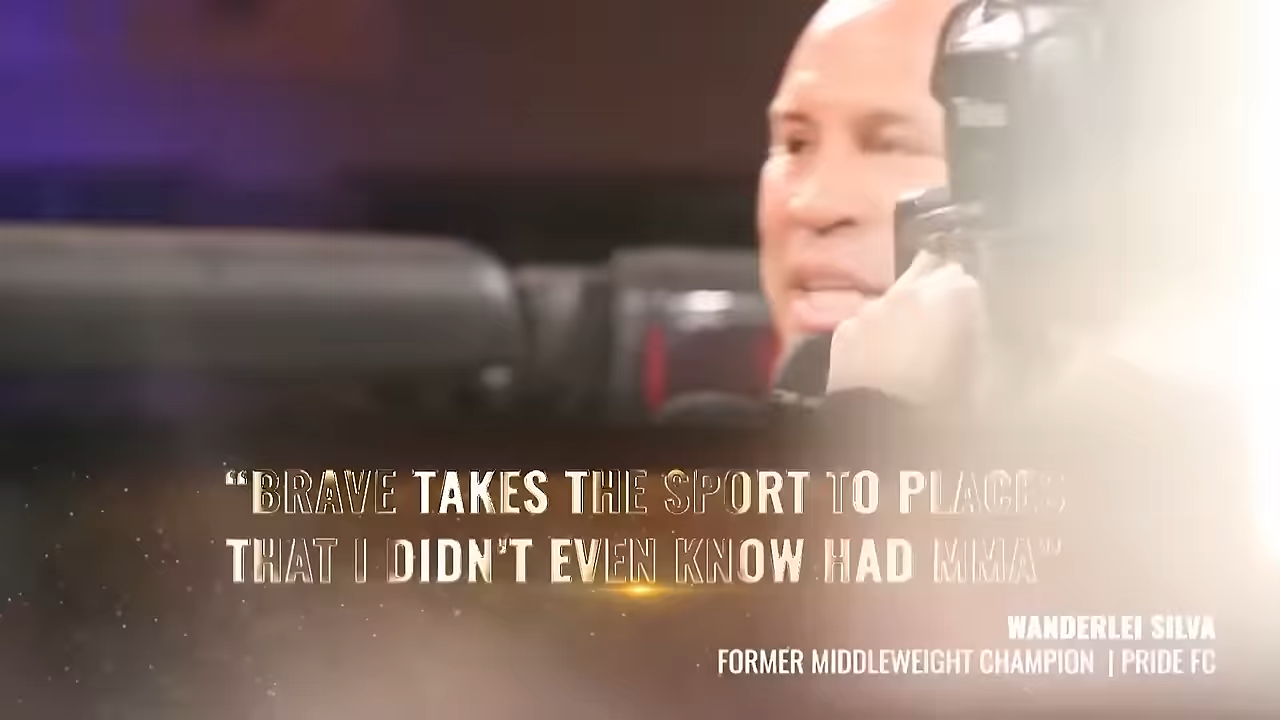 “BRAVE TAKES THE SPORT TO PLACES
THAT I DIDN'T EVEN KNOW HAD MMA”
WANDERLEI SILVA
FORMER MIDDLEWEIGHT CHAMPION | PRIDE FC